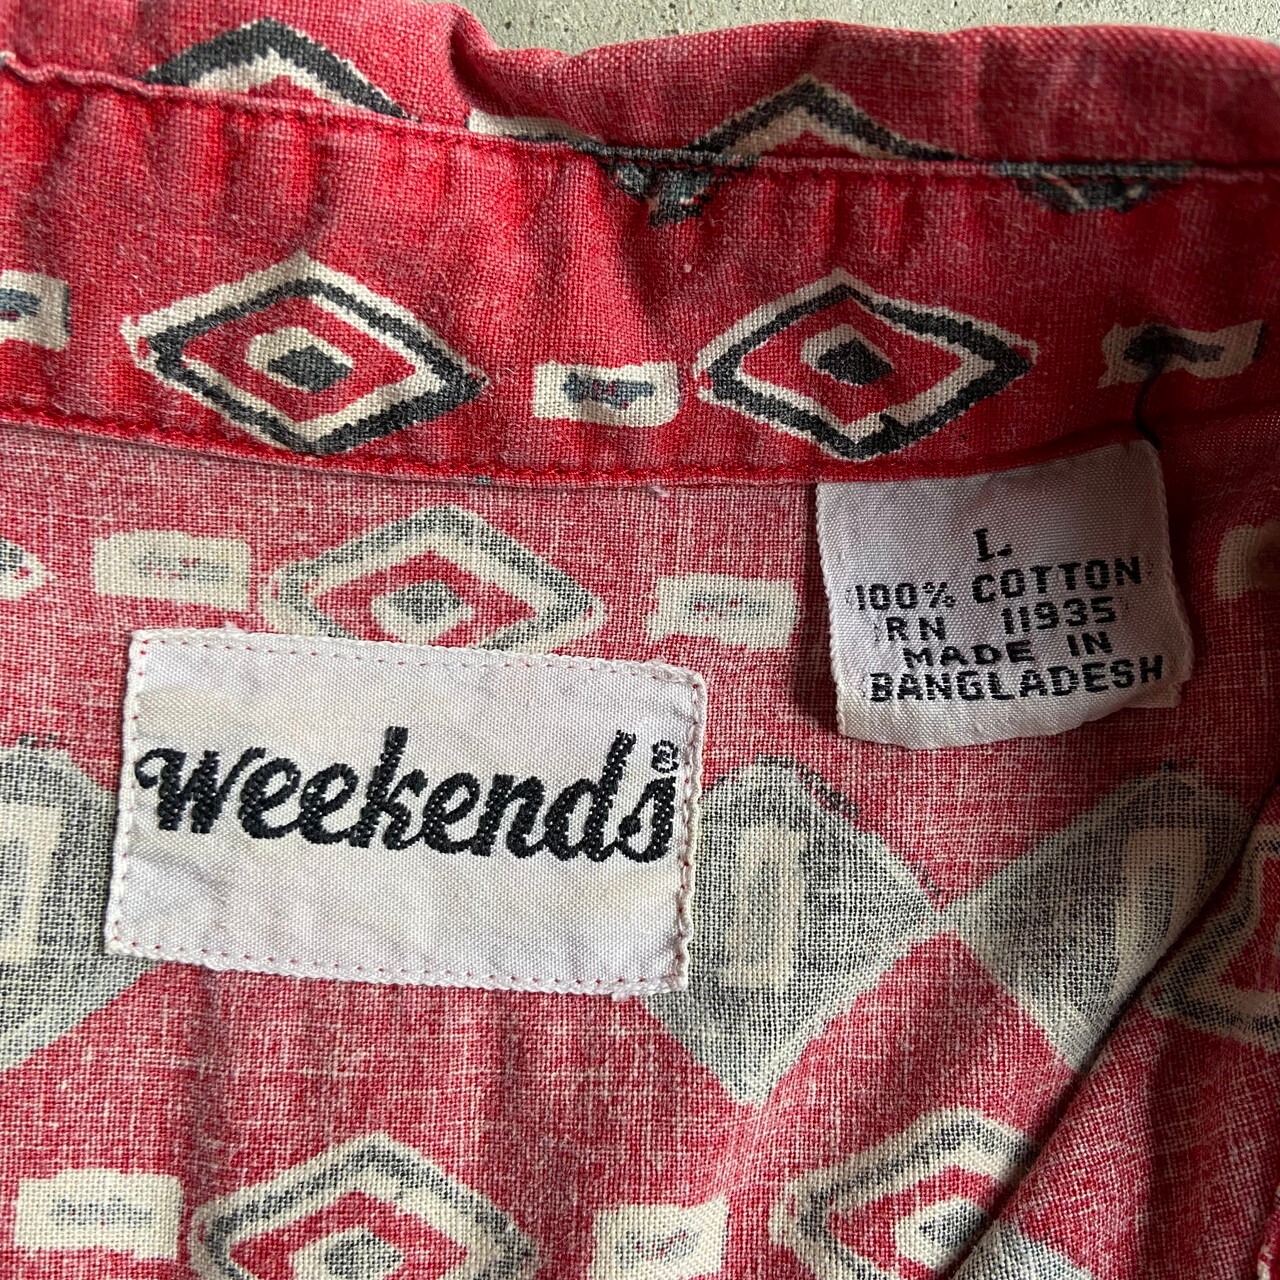 L.
100% COTTON
RN 11935
MADE IN
BANGLADESH
weekends®